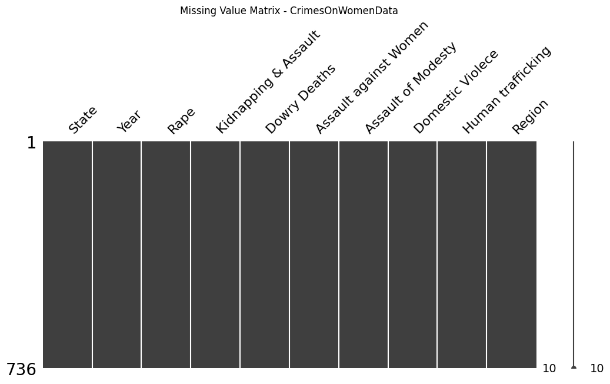 Missing Value Matrix - CrimesOnWomenData
State
Year
Rape
Kidnapping & Assault
Dowry Deaths
Assault against Women
Assault of Modesty
Domestic Violece
Human trafficking
Region
1
736
10
10